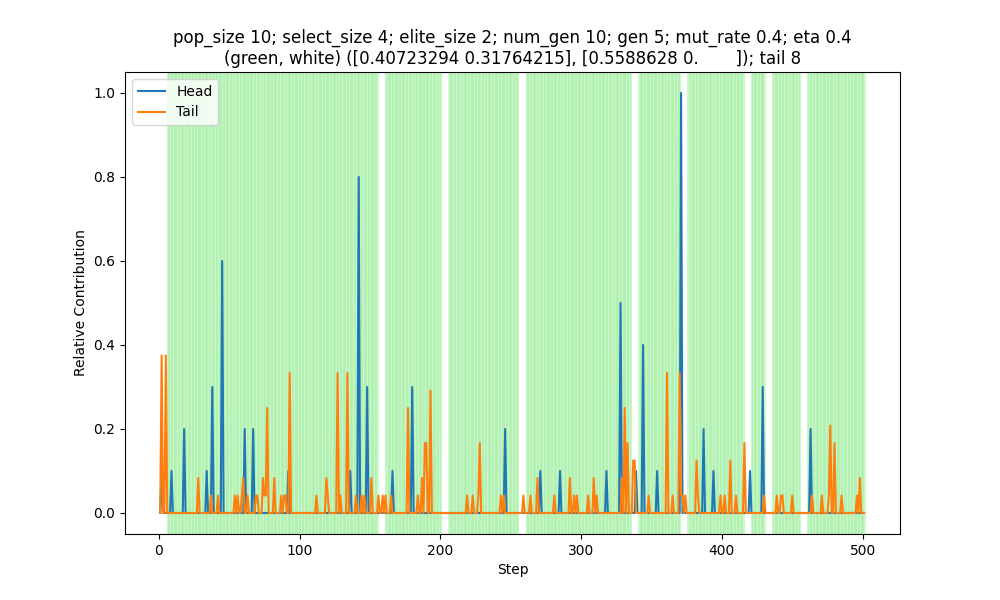 pop_size 10; select_size 4; elite_size 2; num_gen 10; gen 5; mut_rate 0.4; eta 0.4
(green, white) ([0.40723294 0.31764215], [0.5588628 0.        ]); tail 8
Head
Tail
1.0
0.8
0.6
0.4
0.2
0.0
Relative Contribution
0 100 200 300 400 500
Step